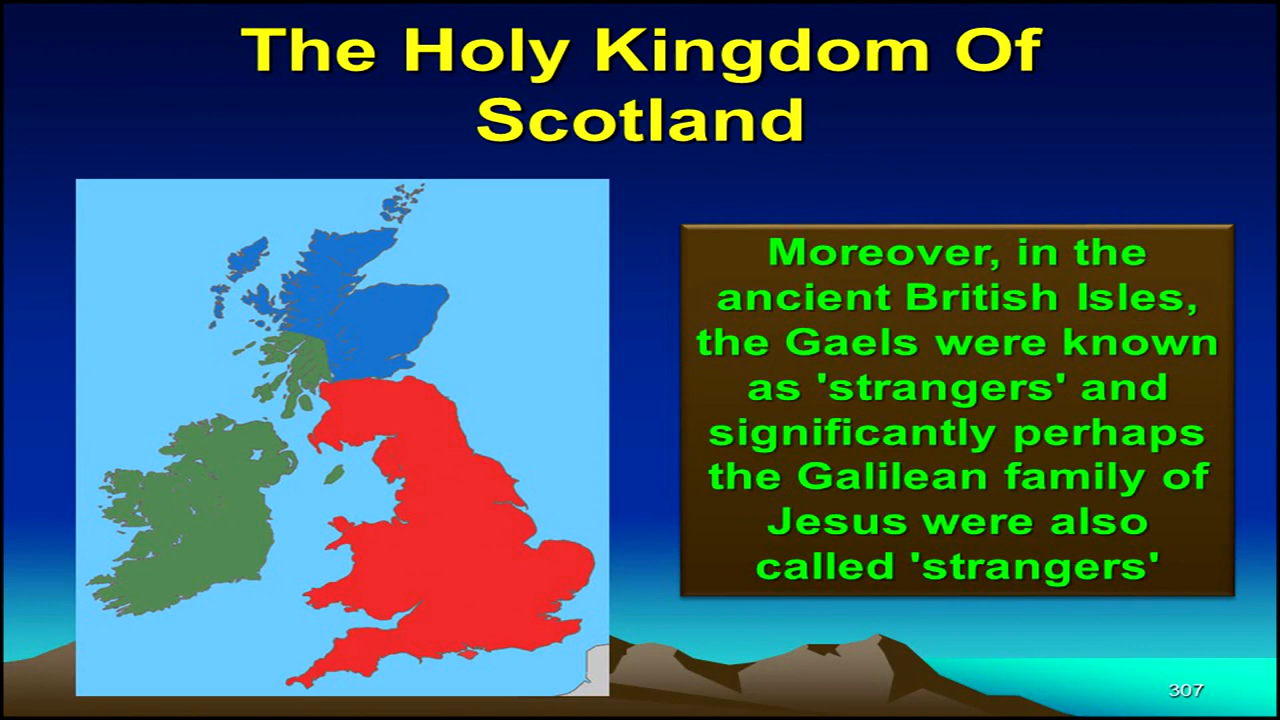 The Holy Kingdom Of
Scotland
Moreover, in the
ancient British Isles,
the Gaels were known
as 'strangers' and
significantly perhaps
the Galilean family of
Jesus were also
called 'strangers'
307